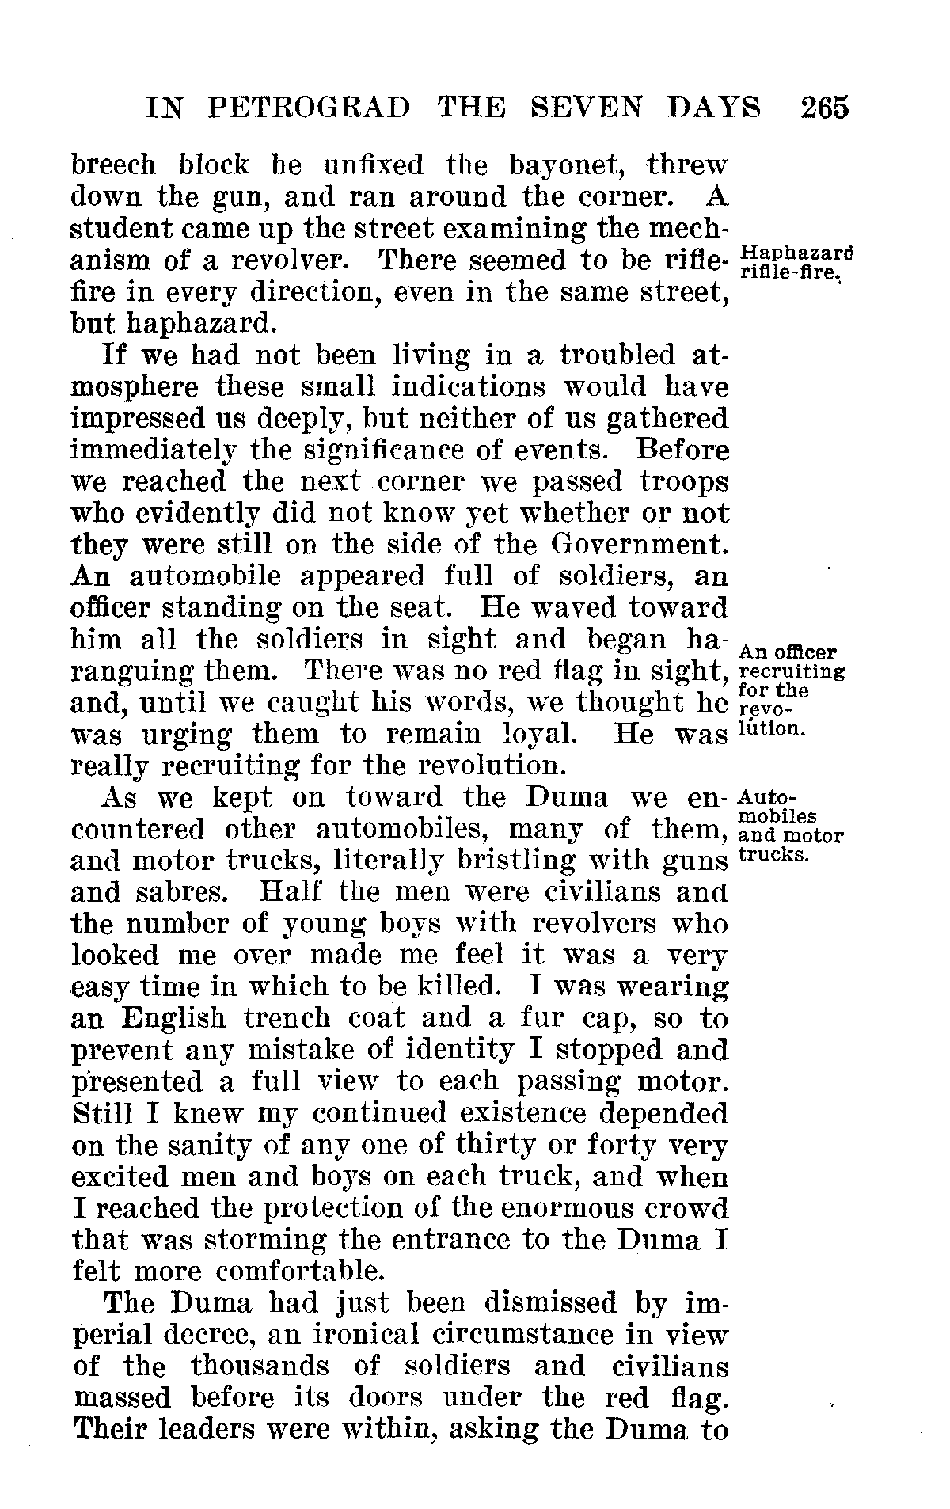 IN PETROGRAD THE SEVEN DAYS 265
breech block he unfixed the bayonet, threw
down the gun, and ran around the corner. A
student came up the street examining the mech-
anism of a revolver. There seemed to be rifle-
Haphazard
rifle-fire.
fire in every direction, even in the same street,
but haphazard.
If we had not been living in a troubled at-
mosphere these small indications would have
impressed us deeply, but neither of us gathered
immediately the significance of events. Before
we reached the next corner we passed troops
who evidently did not know yet whether or not
they were still on the side of the Government.
An automobile appeared full of soldiers, an
officer standing on the seat. He waved toward
him all the soldiers in sight and began ha-
ranguing them. There was no red flag in sight,
and, until we caught his words, we thought he
was urging them to remain loyal. He was
An officer
recruiting
for the
revo-
lution.
really recruiting for the revolution.
As we kept on toward the Duma we en-
countered other automobiles, many of them,
and motor trucks, literally bristling with guns
Auto-
mobiles
and motor
trucks.
and sabres. Half the men were civilians and
the number of young boys with revolvers who
looked me over made me feel it was a very
easy time in which to be killed. I was wearing
an English trench coat and a fur cap, so to
prevent any mistake of identity I stopped and
presented a full view to each passing motor.
Still I knew my continued existence depended
on the sanity of any one of thirty or forty very
excited men and boys on each truck, and when
I reached the protection of the enormous crowd
that was storming the entrance to the Duma I
felt more comfortable.
The Duma had just been dismissed by im-
perial decree, an ironical circumstance in view
of the thousands of soldiers and civilians
massed before its doors under the red flag.
Their leaders were within, asking the Duma to